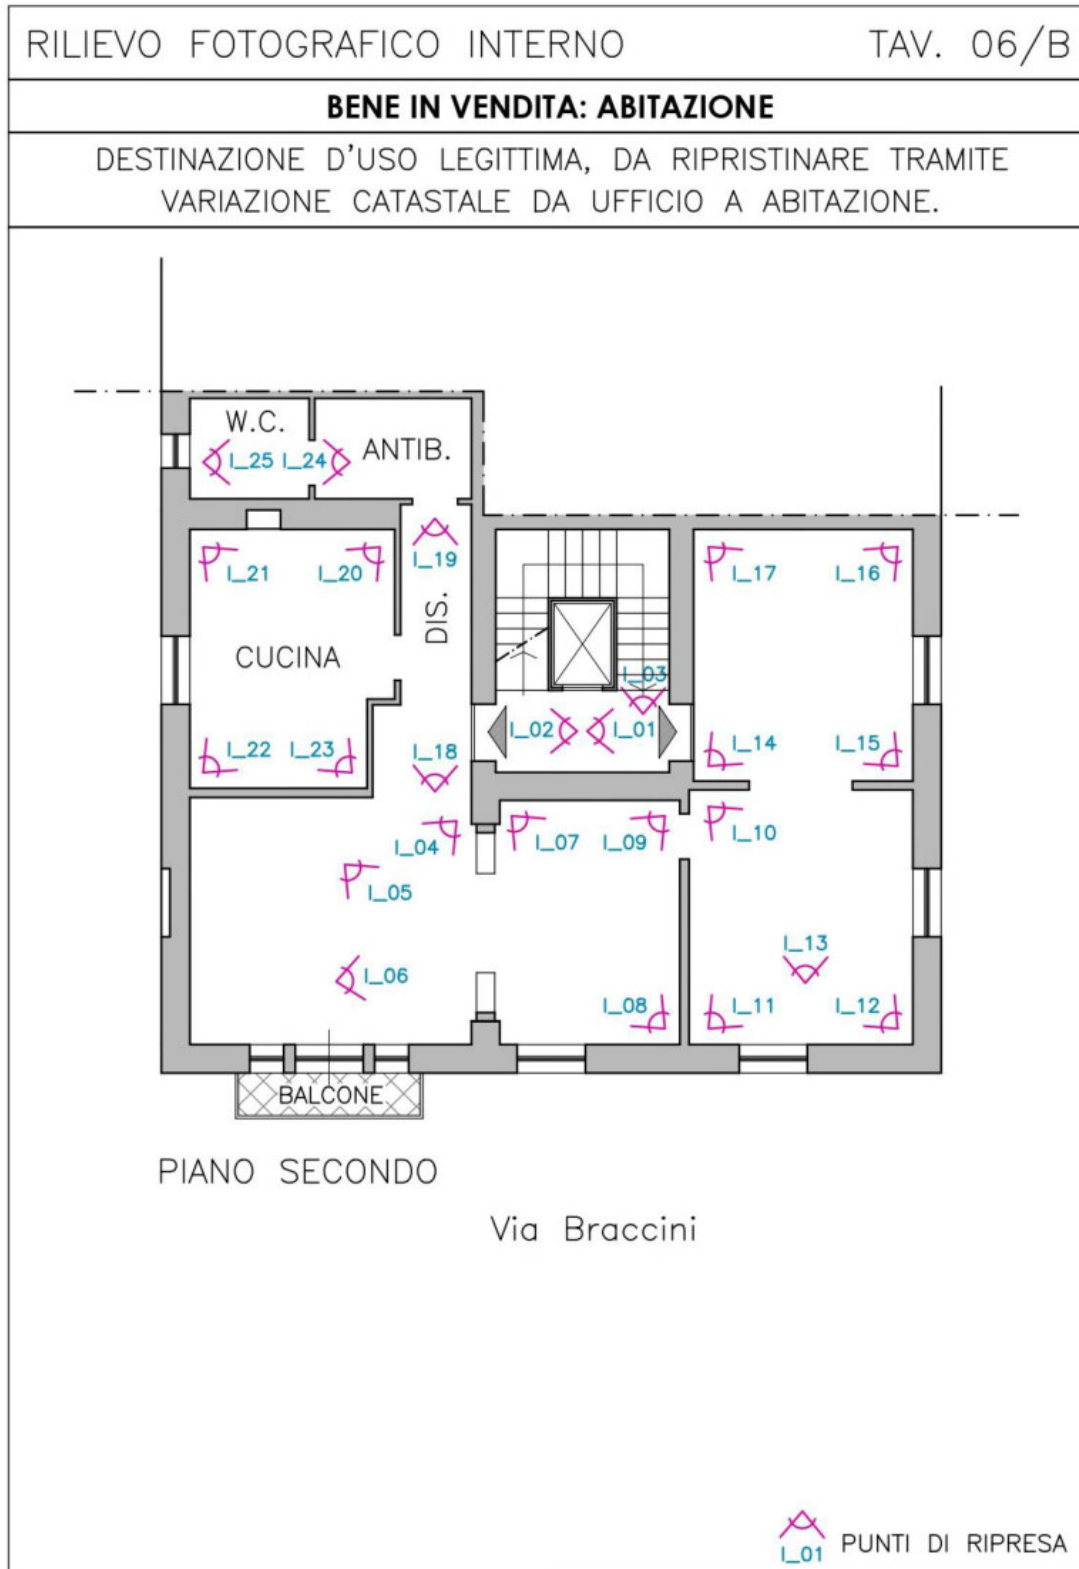 RILIEVO FOTOGRAFICO INTERNO TAV. 06/B
BENE IN VENDITA: ABITAZIONE
DESTINAZIONE D'USO LEGITTIMA, DA RIPRISTINARE TRAMITE
VARIAZIONE CATASTALE DA UFFICIO A ABITAZIONE.
W.C.
ANTIB.
I_25 I_24
I_19
I_21 I_20
I_17 I_16
DIS.
CUCINA
I_03
I_02 I_01
I_22 I_23
I_18
I_14 I_15
I_04
I_07 I_09
I_10
I_05
I_06
I_13
I_08
I_11 I_12
BALCONE
PIANO SECONDO
Via Braccini
I_01 PUNTI DI RIPRESA